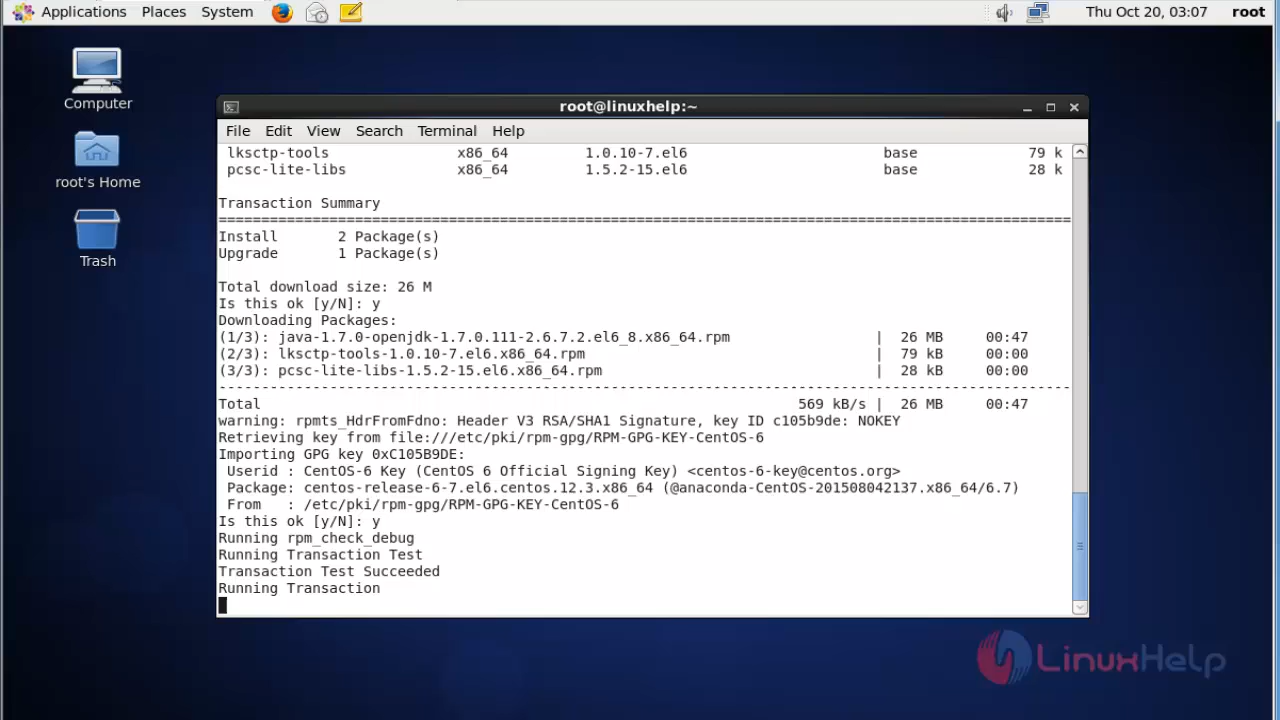 Applications Places System Thu Oct 20, 03:07 root
Computer
root's Home
Trash
root@linuxhelp:~
File Edit View Search Terminal Help
lksctp-tools x86_64 1.0.10-7.el6 base 79 k
pcsc-lite-libs x86_64 1.5.2-15.el6 base 28 k
Transaction Summary
================================================================================
Install 2 Package(s)
Upgrade 1 Package(s)
Total download size: 26 M
Is this ok [y/N]: y
Downloading Packages:
(1/3): java-1.7.0-openjdk-1.7.0.111-2.6.7.2.el6_8.x86_64.rpm | 26 MB 00:47
(2/3): lksctp-tools-1.0.10-7.el6.x86_64.rpm | 79 kB 00:00
(3/3): pcsc-lite-libs-1.5.2-15.el6.x86_64.rpm | 28 kB 00:00
--------------------------------------------------------------------------------
Total 569 kB/s | 26 MB 00:47
warning: rpmts_HdrFromFdno: Header V3 RSA/SHA1 Signature, key ID c105b9de: NOKEY
Retrieving key from file:///etc/pki/rpm-gpg/RPM-GPG-KEY-CentOS-6
Importing GPG key 0xC105B9DE:
Userid : CentOS-6 Key (CentOS 6 Official Signing Key) <centos-6-key@centos.org>
Package: centos-release-6-7.el6.centos.12.3.x86_64 (@anaconda-CentOS-201508042137.x86_64/6.7)
From : /etc/pki/rpm-gpg/RPM-GPG-KEY-CentOS-6
Is this ok [y/N]: y
Running rpm_check_debug
Running Transaction Test
Transaction Test Succeeded
Running Transaction
LinuxHelp